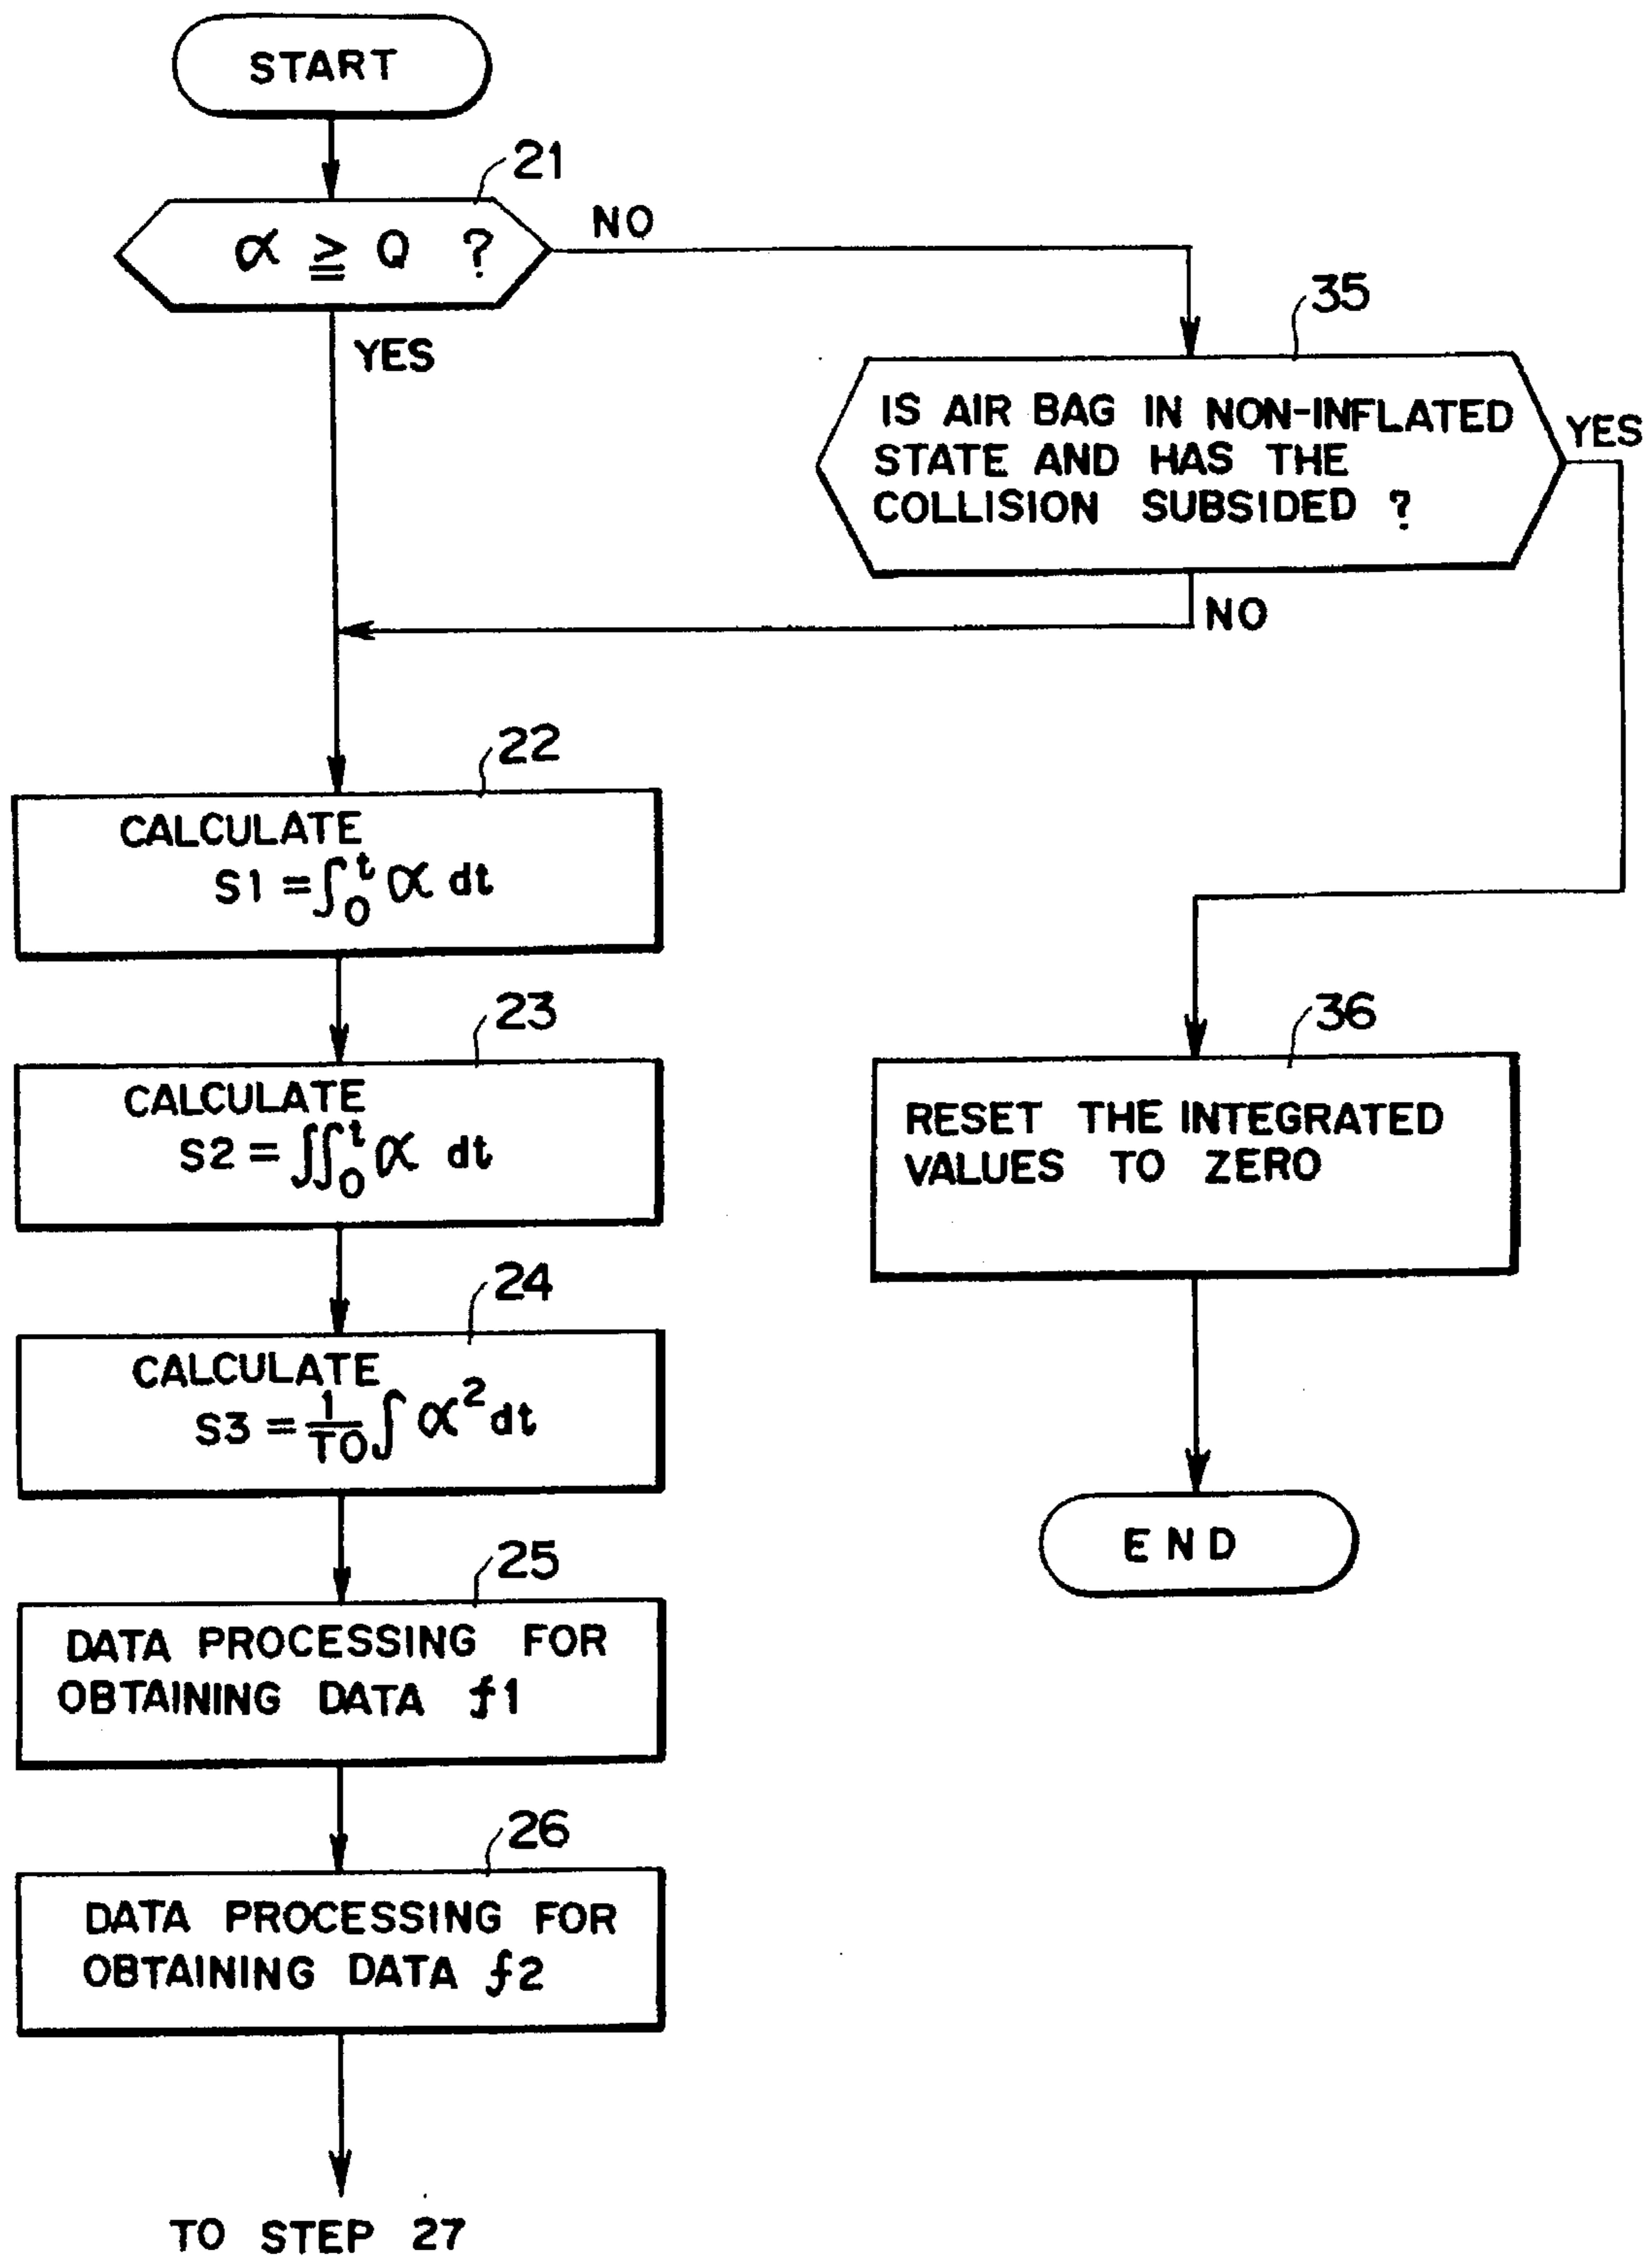 START
21
α ≧ Q ?
NO
YES
35
IS AIR BAG IN NON-INFLATED
STATE AND HAS THE
COLLISION SUBSIDED ?
YES
NO
22
CALCULATE
S1 = ∫₀ᵗ α dt
23
CALCULATE
S2 = ∬₀ᵗ α dt
24
CALCULATE
S3 = 1/TO ∫ α² dt
25
DATA PROCESSING FOR
OBTAINING DATA f1
26
DATA PROCESSING FOR
OBTAINING DATA f2
TO STEP 27
36
RESET THE INTEGRATED
VALUES TO ZERO
END